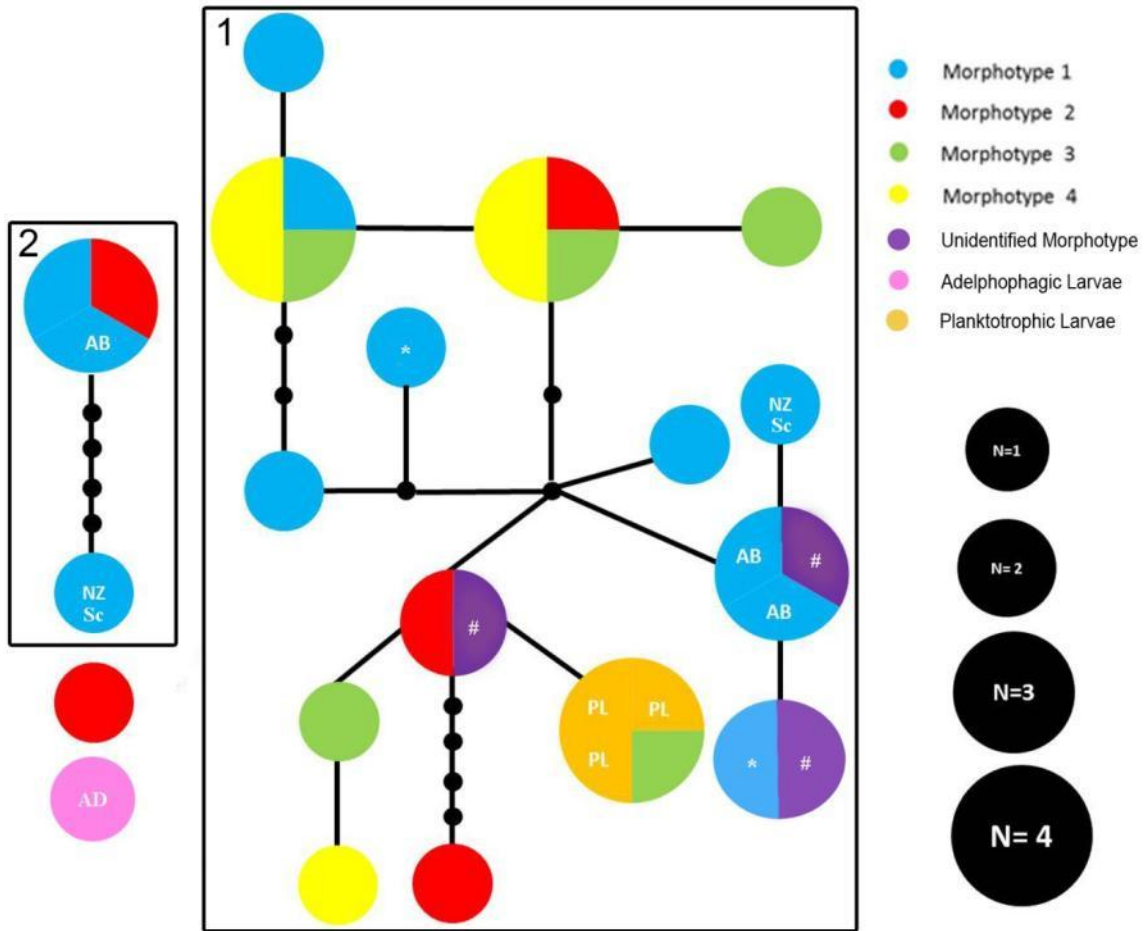 1
2
AB
NZ
Sc
AD
*
NZ
Sc
AB
#
AB
#
PL PL
PL
*
#
Morphotype 1
Morphotype 2
Morphotype 3
Morphotype 4
Unidentified Morphotype
Adelphophagic Larvae
Planktotrophic Larvae
N=1
N= 2
N=3
N= 4